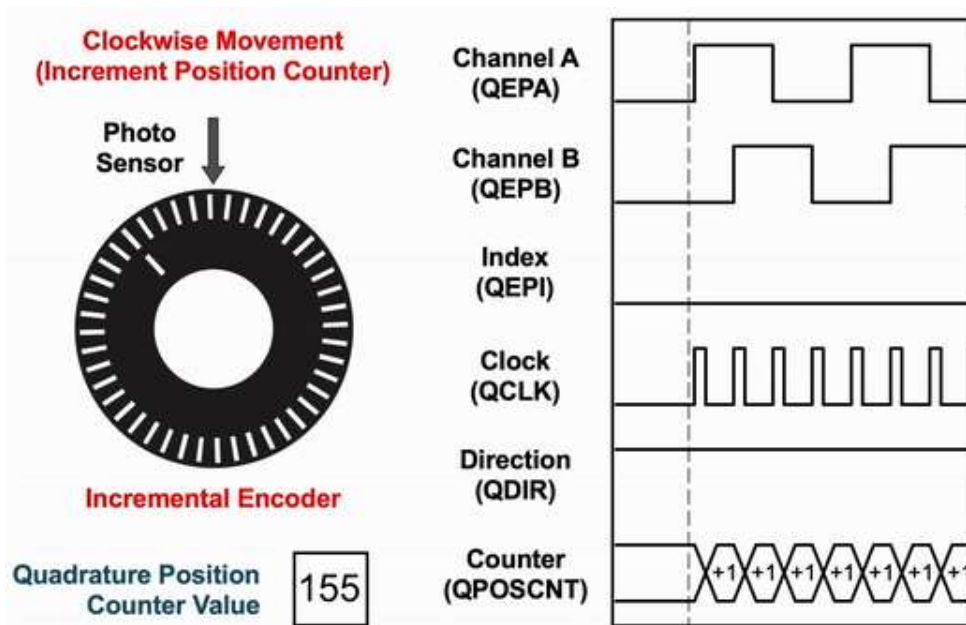 Clockwise Movement
(Increment Position Counter)
Photo
Sensor
Incremental Encoder
Quadrature Position
Counter Value
155
Channel A
(QEPA)
Channel B
(QEPB)
Index
(QEPI)
Clock
(QCLK)
Direction
(QDIR)
Counter
(QPOSCNT)
+1 +1 +1 +1 +1 +1 +1